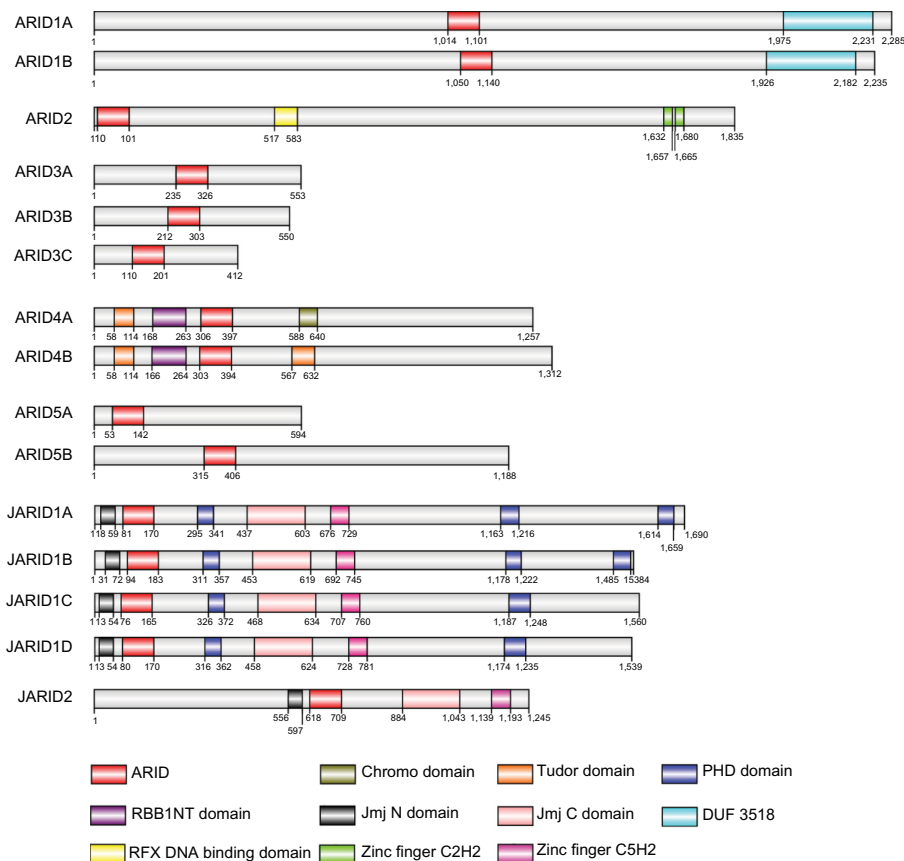 ARID1A
1 1,014 1,101 1,975 2,231 2,285
ARID1B
1 1,050 1,140 1,926 2,182 2,235
ARID2
110 101 517 583 1,632 1,680 1,835
1,657 1,665
ARID3A
1 235 326 553
ARID3B
1 212 303 550
ARID3C
1 110 201 412
ARID4A
1 58 114 168 263 306 397 588 640 1,257
ARID4B
1 58 114 166 264 303 394 567 632 1,312
ARID5A
1 53 142 594
ARID5B
1 315 406 1,188
JARID1A
118 59 81 170 295 341 437 603 676 729 1,163 1,216 1,614 1,690
1,659
JARID1B
1 31 72 94 183 311 357 453 619 692 745 1,178 1,222 1,485 15384
JARID1C
113 54 76 165 326 372 468 634 707 760 1,187 1,248 1,560
JARID1D
113 54 80 170 316 362 458 624 728 781 1,174 1,235 1,539
JARID2
1 556 618 709 884 1,043 1,139 1,193 1,245
597
ARID Chromo domain Tudor domain PHD domain
RBB1NT domain Jmj N domain Jmj C domain DUF 3518
RFX DNA binding domain Zinc finger C2H2 Zinc finger C5H2